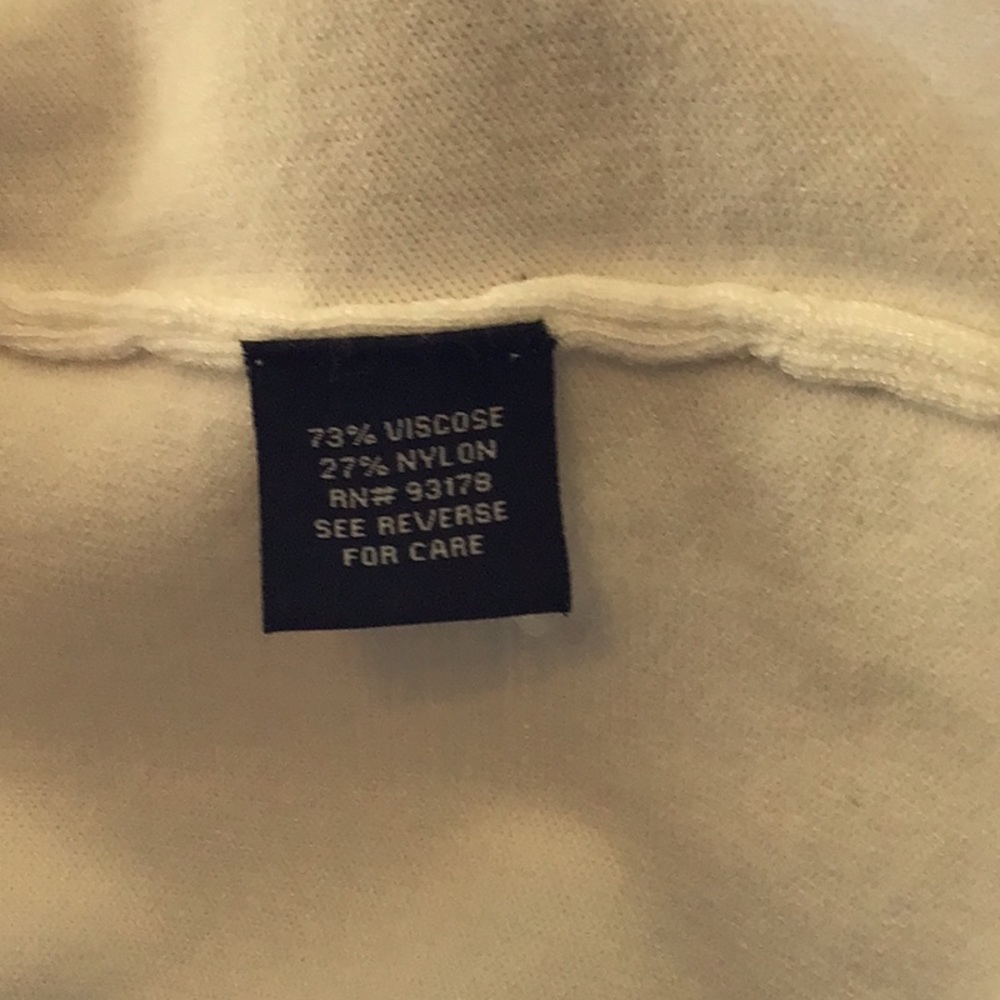 73% VISCOSE
27% NYLON
RN# 93178
SEE REVERSE
FOR CARE